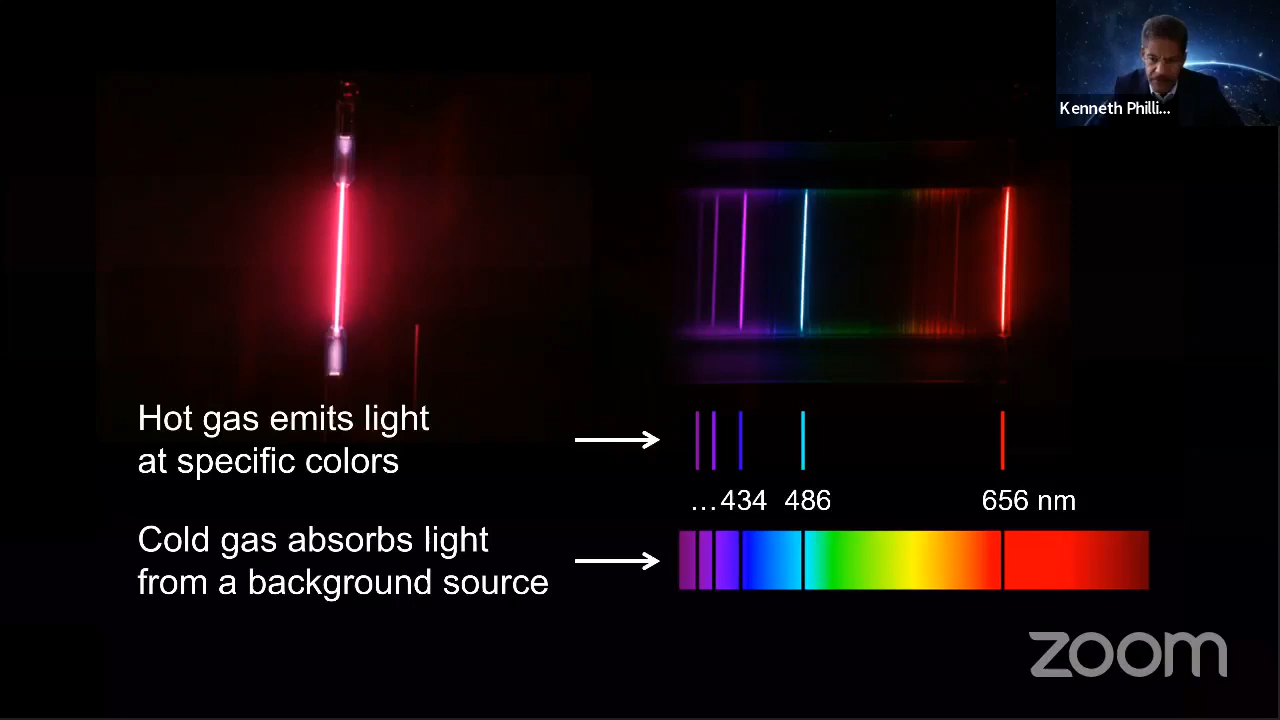 Kenneth Philli...
Hot gas emits light
at specific colors
...434 486 656 nm
Cold gas absorbs light
from a background source
zoom